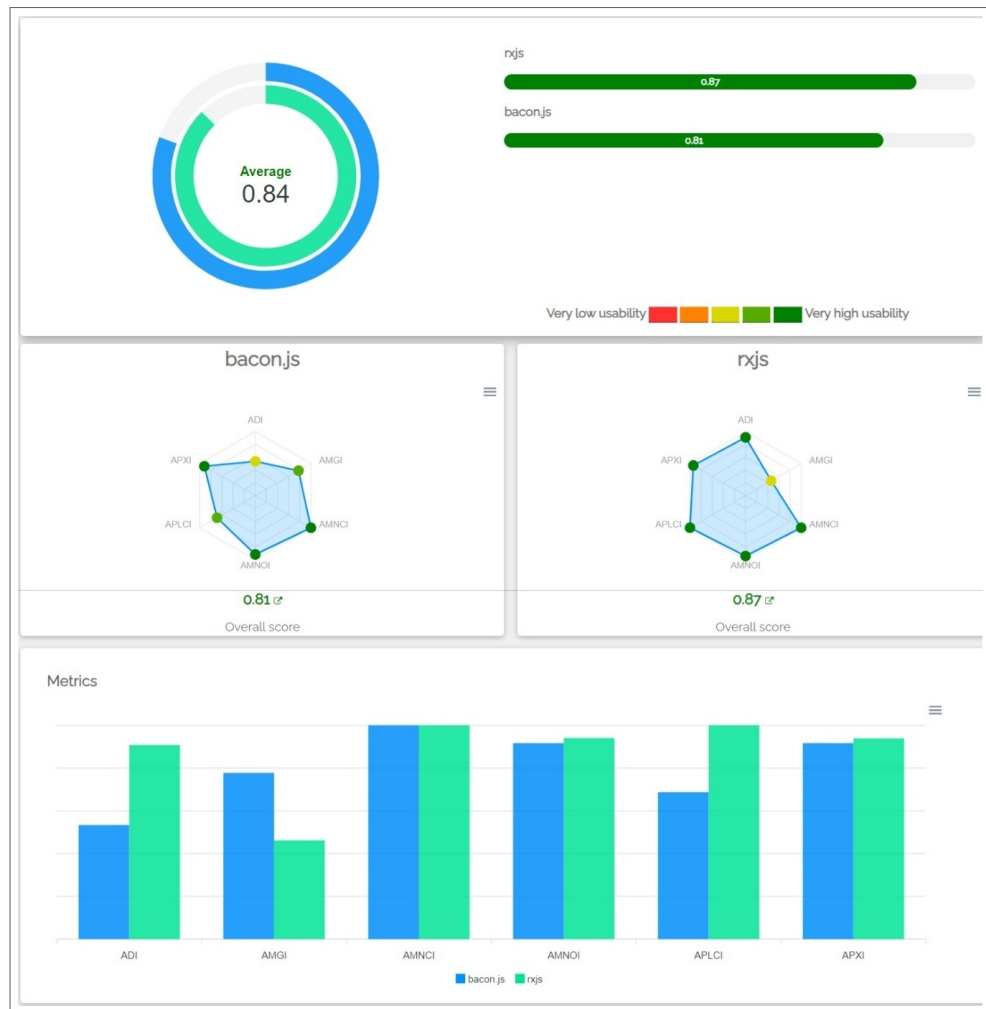 rxjs
0.87
bacon.js
0.81
Average
0.84
Very low usability Very high usability
bacon.js
ADI
APXI AMGI
APLCI AMNCI
AMNOI
0.81
Overall score
rxjs
ADI
APXI AMGI
APLCI AMNCI
AMNOI
0.87
Overall score
Metrics
ADI AMGI AMNCI AMNOI APLCI APXI
bacon.js rxjs